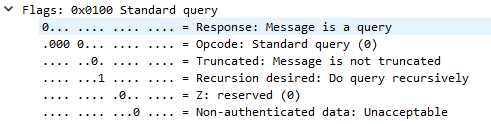 Flags: 0x0100 Standard query
0... .... .... .... = Response: Message is a query
.000 0... .... .... = Opcode: Standard query (0)
.... ..0. .... .... = Truncated: Message is not truncated
.... ...1 .... .... = Recursion desired: Do query recursively
.... .... .0.. .... = Z: reserved (0)
.... .... ...0 .... = Non-authenticated data: Unacceptable